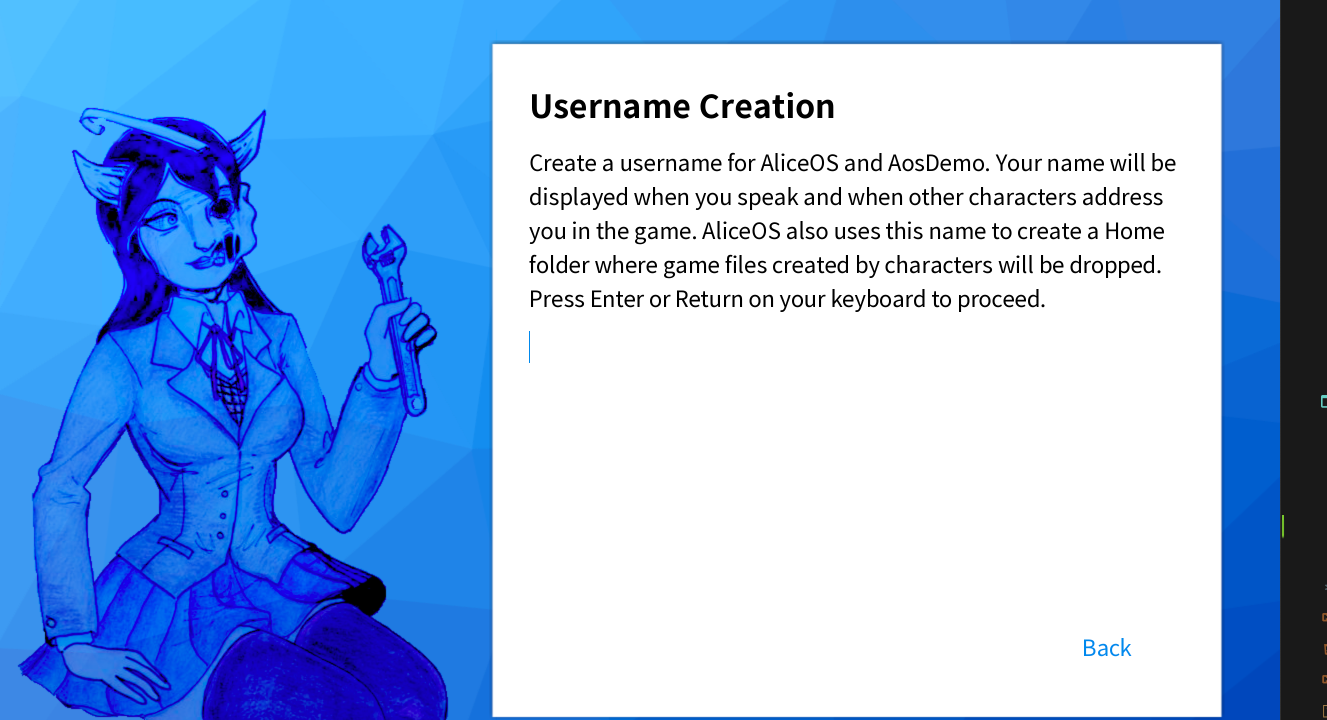 Username Creation
Create a username for AliceOS and AosDemo. Your name will be
displayed when you speak and when other characters address
you in the game. AliceOS also uses this name to create a Home
folder where game files created by characters will be dropped.
Press Enter or Return on your keyboard to proceed.
Back